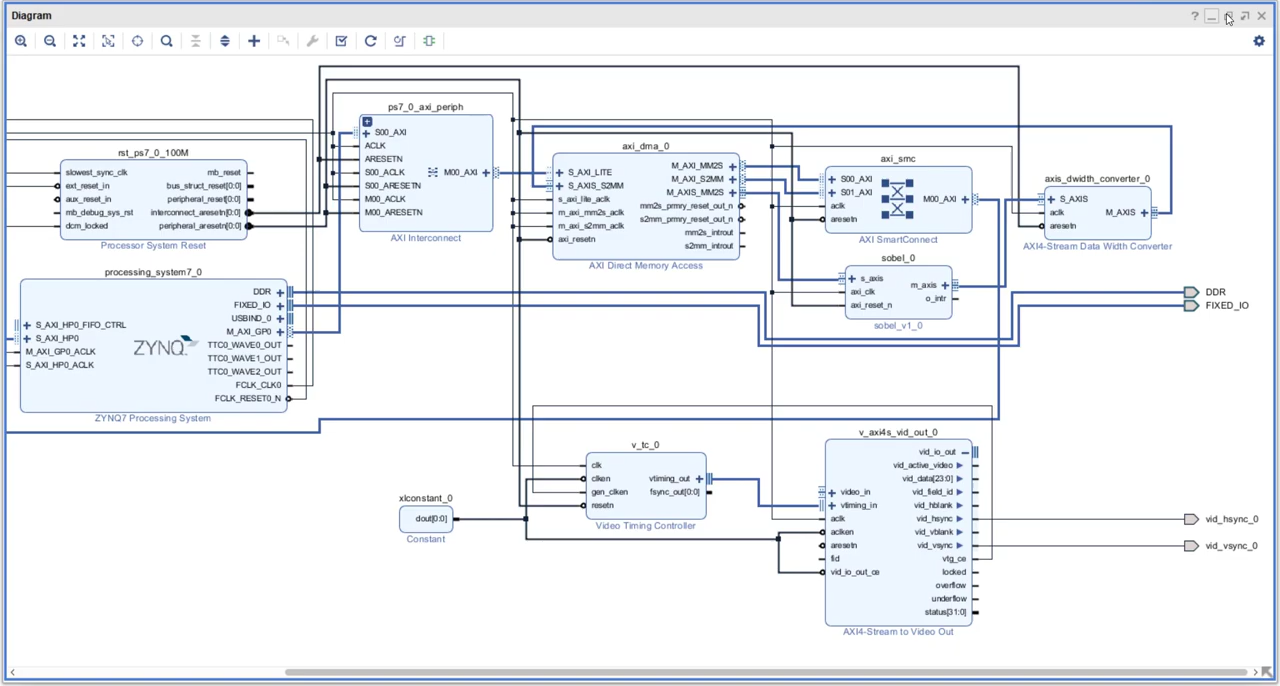 Diagram
ps7_0_axi_periph
S00_AXI
ACLK
ARESETN
S00_ACLK
S00_ARESETN
M00_ACLK
M00_ARESETN
M00_AXI
AXI Interconnect
rst_ps7_0_100M
slowest_sync_clk
ext_reset_in
aux_reset_in
mb_debug_sys_rst
dcm_locked
mb_reset
bus_struct_reset[0:0]
peripheral_reset[0:0]
interconnect_aresetn[0:0]
peripheral_aresetn[0:0]
Processor System Reset
axi_dma_0
S_AXI_LITE
S_AXIS_S2MM
s_axi_lite_aclk
m_axi_mm2s_aclk
m_axi_s2mm_aclk
axi_resetn
M_AXI_MM2S
M_AXI_S2MM
M_AXIS_MM2S
mm2s_prmry_reset_out_n
s2mm_prmry_reset_out_n
mm2s_introut
s2mm_introut
AXI Direct Memory Access
axi_smc
S00_AXI
S01_AXI
aclk
aresetn
M00_AXI
AXI SmartConnect
axis_dwidth_converter_0
S_AXIS
aclk
aresetn
M_AXIS
AXI4-Stream Data Width Converter
sobel_0
s_axis
axi_clk
axi_reset_n
m_axis
o_intr
sobel_v1_0
processing_system7_0
S_AXI_HP0_FIFO_CTRL
S_AXI_HP0
M_AXI_GP0_ACLK
S_AXI_HP0_ACLK
ZYNQ
DDR
FIXED_IO
USBIND_0
M_AXI_GP0
TTC0_WAVE0_OUT
TTC0_WAVE1_OUT
TTC0_WAVE2_OUT
FCLK_CLK0
FCLK_RESET0_N
ZYNQ7 Processing System
DDR
FIXED_IO
v_tc_0
clk
clken
gen_clken
resetn
vtiming_out
fsync_out[0:0]
Video Timing Controller
xlconstant_0
dout[0:0]
Constant
v_axi4s_vid_out_0
video_in
vtiming_in
aclk
aclken
aresetn
fid
vid_io_out_ce
vid_io_out
vid_active_video
vid_data[23:0]
vid_field_id
vid_hblank
vid_hsync
vid_vblank
vid_vsync
vtg_ce
locked
overflow
underflow
status[31:0]
AXI4-Stream to Video Out
vid_hsync_0
vid_vsync_0